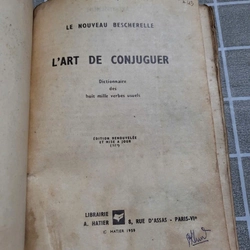 LE NOUVEAU BESCHERELLE
L'ART DE CONJUGUER
Dictionnaire
des
huit mille verbes usuels
ÉDITION RENOUVELÉE
ET MISE A JOUR
LIBRAIRIE
A. HATIER
8, RUE D'ASSAS - PARIS-VIe
© HATIER 1959